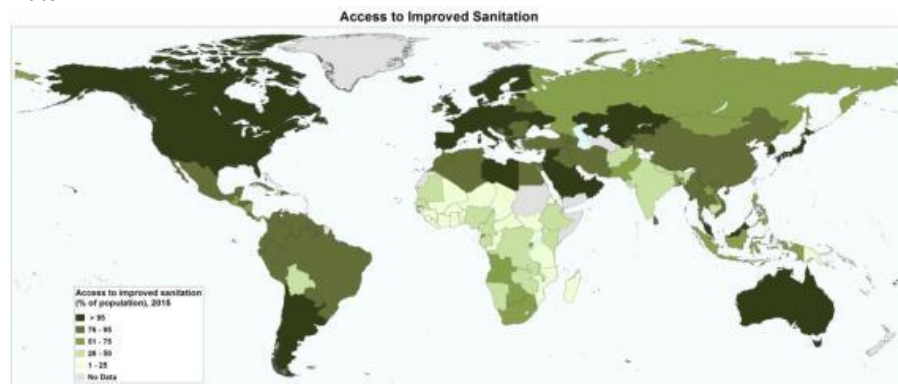 Access to Improved Sanitation
Access to improved sanitation
(% of population), 2015
> 95
76 - 95
51 - 75
26 - 50
1 - 25
No Data